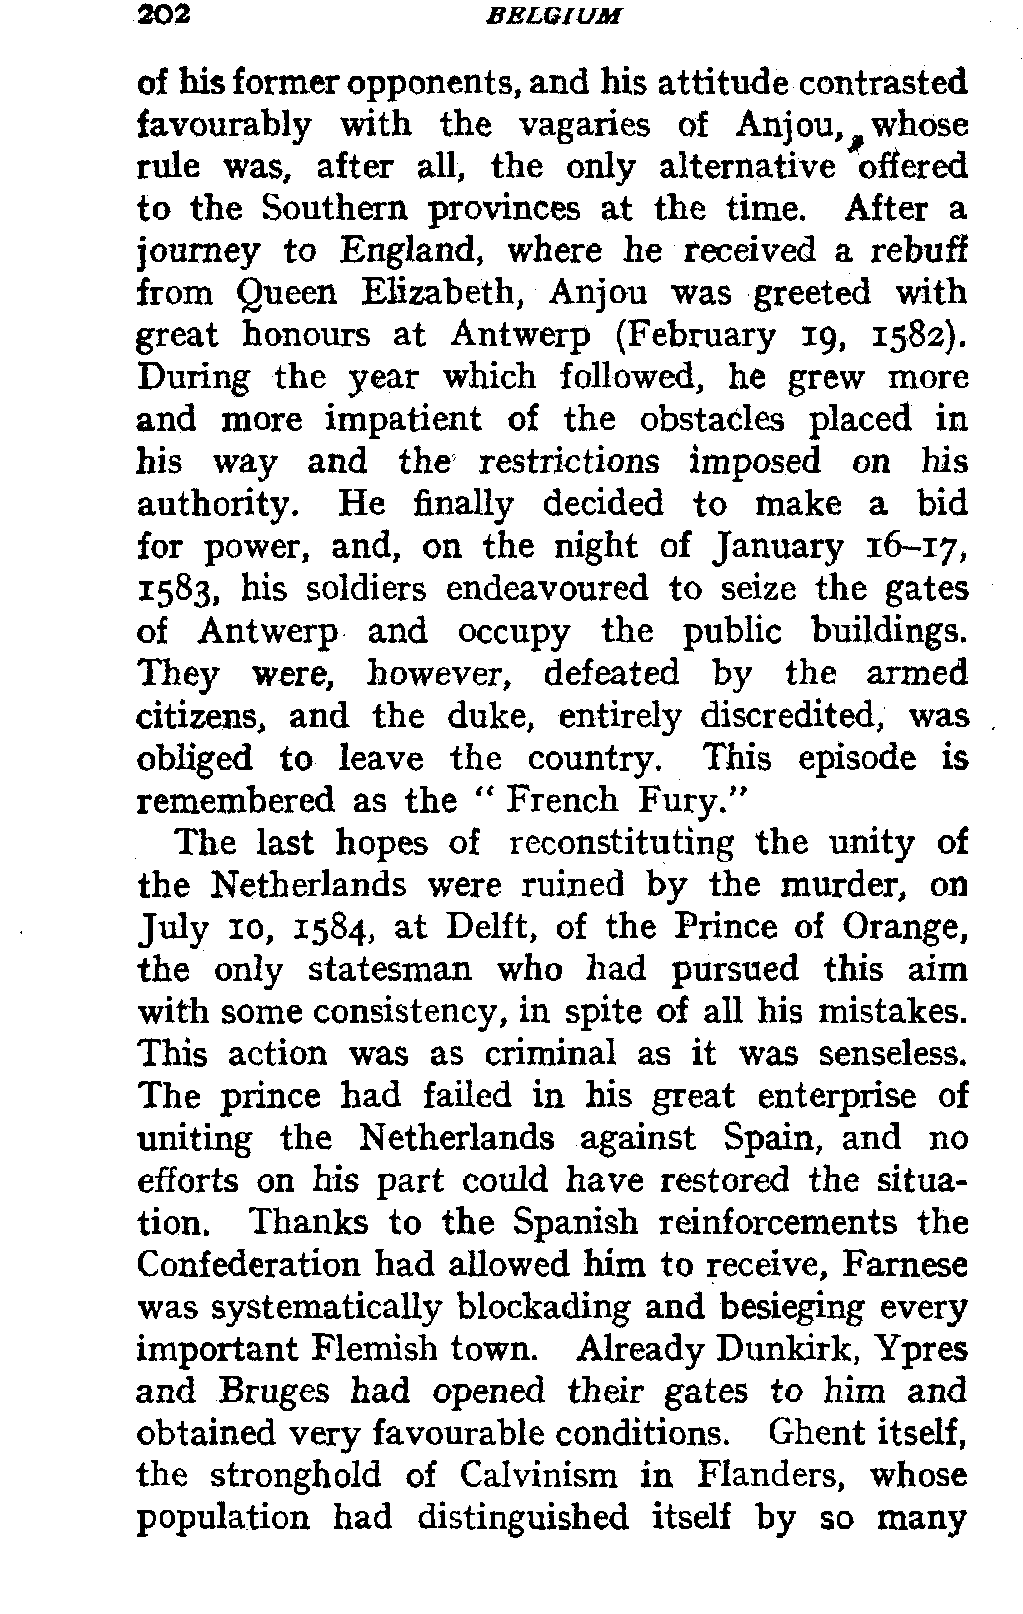 202 BELGIUM
of his former opponents, and his attitude contrasted
favourably with the vagaries of Anjou, whose
rule was, after all, the only alternative offered
to the Southern provinces at the time. After a
journey to England, where he received a rebuff
from Queen Elizabeth, Anjou was greeted with
great honours at Antwerp (February 19, 1582).
During the year which followed, he grew more
and more impatient of the obstacles placed in
his way and the restrictions imposed on his
authority. He finally decided to make a bid
for power, and, on the night of January 16–17,
1583, his soldiers endeavoured to seize the gates
of Antwerp and occupy the public buildings.
They were, however, defeated by the armed
citizens, and the duke, entirely discredited, was
obliged to leave the country. This episode is
remembered as the “ French Fury.”
The last hopes of reconstituting the unity of
the Netherlands were ruined by the murder, on
July 10, 1584, at Delft, of the Prince of Orange,
the only statesman who had pursued this aim
with some consistency, in spite of all his mistakes.
This action was as criminal as it was senseless.
The prince had failed in his great enterprise of
uniting the Netherlands against Spain, and no
efforts on his part could have restored the situa-
tion. Thanks to the Spanish reinforcements the
Confederation had allowed him to receive, Farnese
was systematically blockading and besieging every
important Flemish town. Already Dunkirk, Ypres
and Bruges had opened their gates to him and
obtained very favourable conditions. Ghent itself,
the stronghold of Calvinism in Flanders, whose
population had distinguished itself by so many